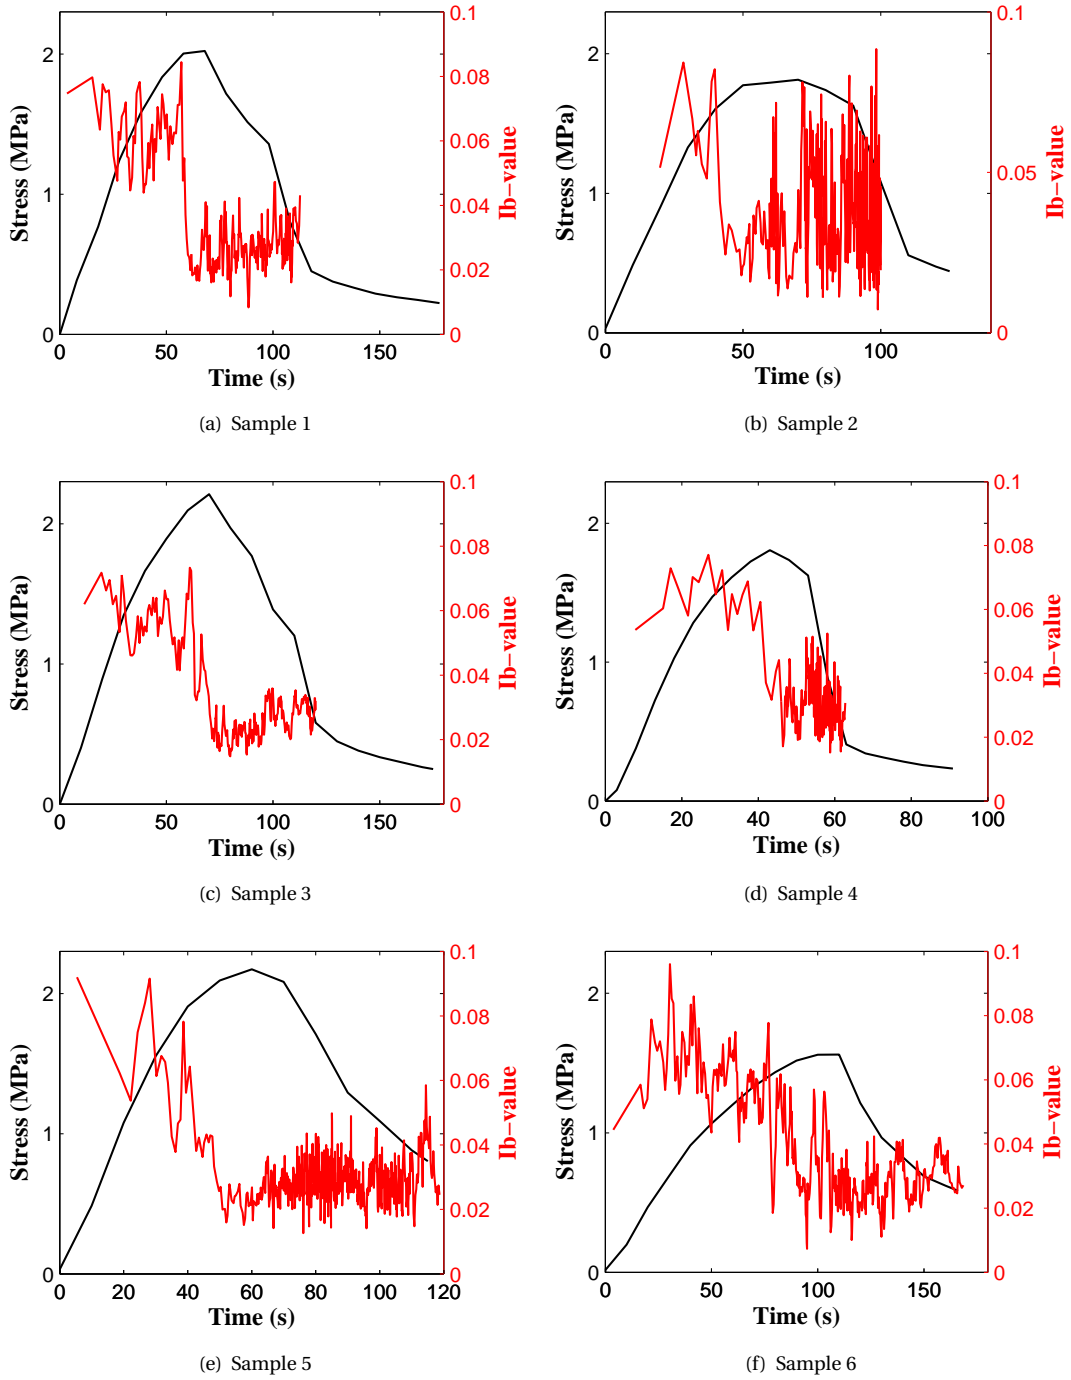 0.1
0.08
0.06
0.04
0.02
0
2
1
0
0 50 100 150
Stress (MPa)
Ib−value
Time (s)
(a) Sample 1
0.1
0.05
0
2
1
0
0 50 100
Stress (MPa)
Ib−value
Time (s)
(b) Sample 2
0.1
0.08
0.06
0.04
0.02
0
2
1
0
0 50 100 150
Stress (MPa)
Ib−value
Time (s)
(c) Sample 3
0.1
0.08
0.06
0.04
0.02
0
2
1
0
0 20 40 60 80 100
Stress (MPa)
Ib−value
Time (s)
(d) Sample 4
0.1
0.08
0.06
0.04
0.02
0
2
1
0
0 20 40 60 80 100 120
Stress (MPa)
Ib−value
Time (s)
(e) Sample 5
0.1
0.08
0.06
0.04
0.02
0
2
1
0
0 50 100 150
Stress (MPa)
Ib−value
Time (s)
(f) Sample 6